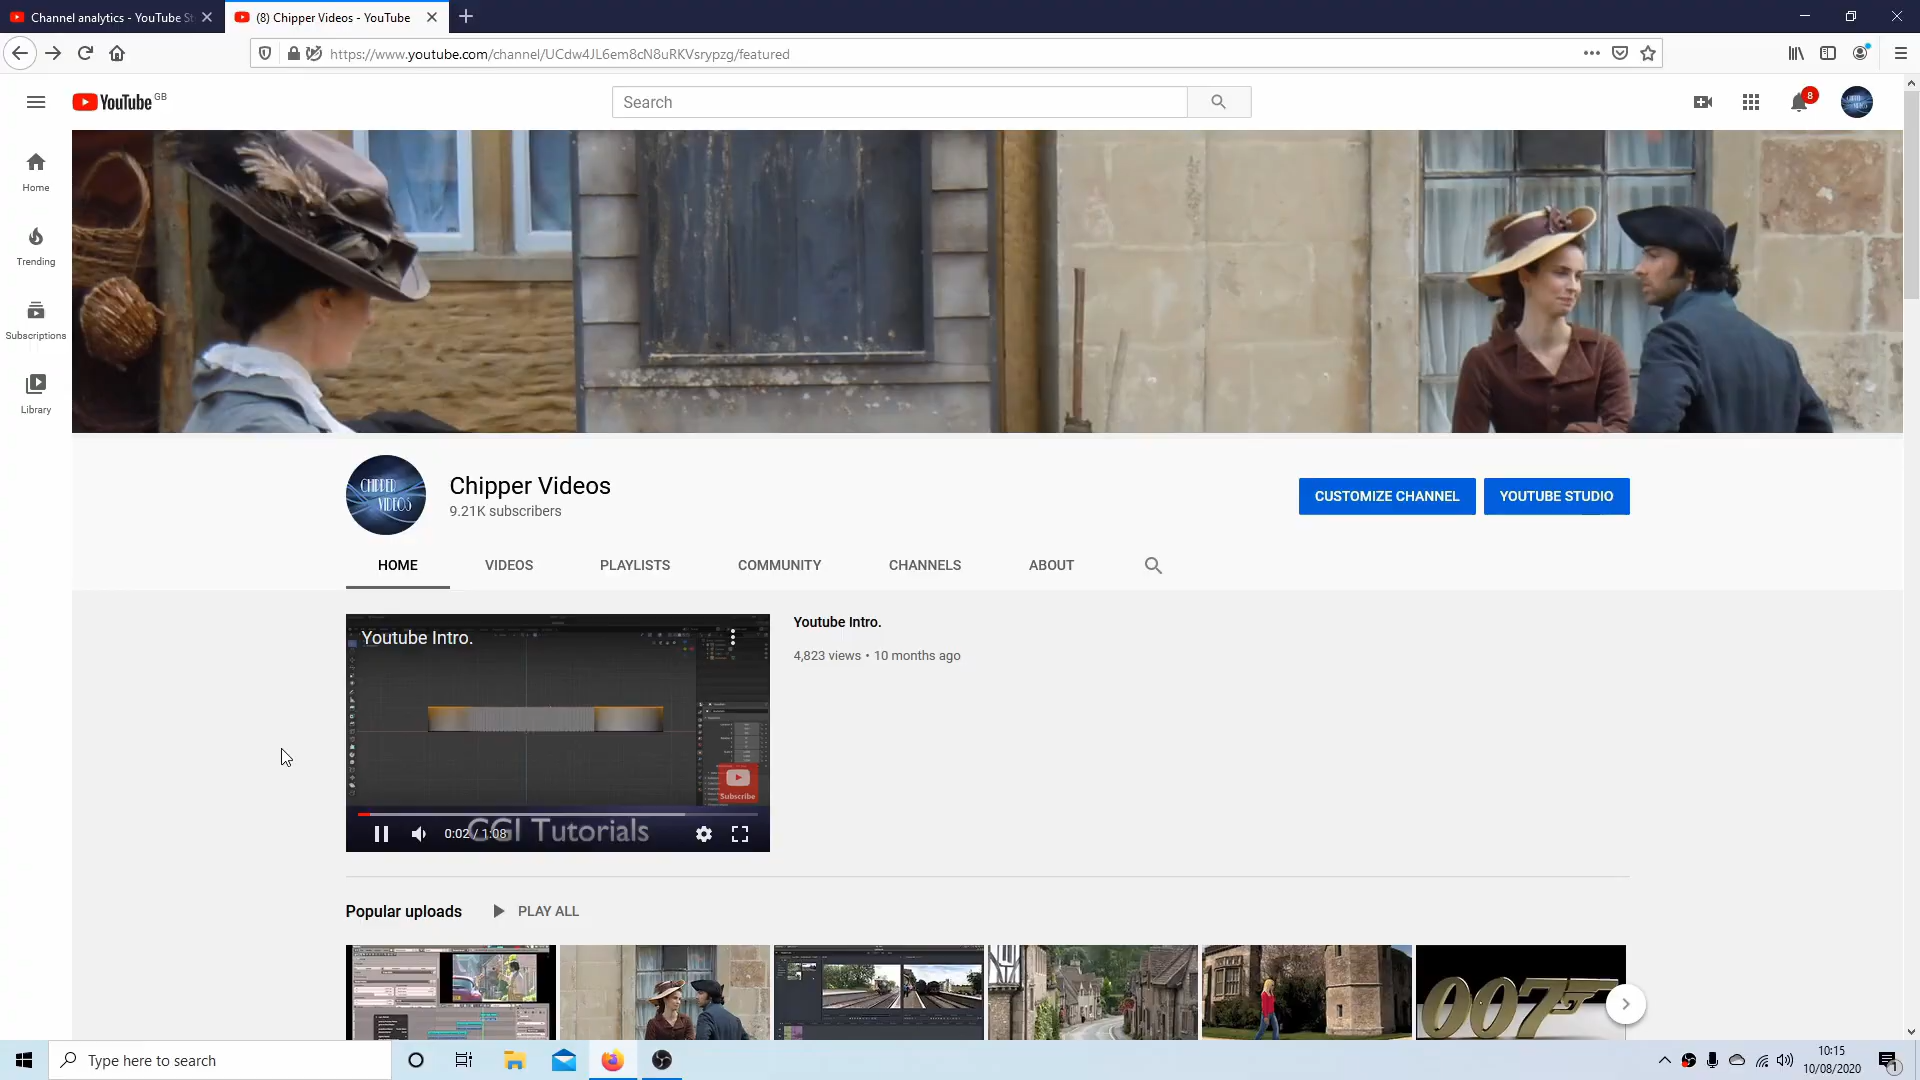 Channel analytics - YouTube St
(8) Chipper Videos - YouTube
https://www.youtube.com/channel/UCdw4JL6em8cN8uRKVsrypzg/featured
YouTube GB
Search
8
Home
Trending
Subscriptions
Library
CHIPPER
VIDEOS
Chipper Videos
9.21K subscribers
CUSTOMIZE CHANNEL
YOUTUBE STUDIO
HOME
VIDEOS
PLAYLISTS
COMMUNITY
CHANNELS
ABOUT
Youtube Intro.
Subscribe
CGI Tutorials
0:02 / 1:08
Youtube Intro.
4,823 views • 10 months ago
Popular uploads
PLAY ALL
007
Type here to search
10:15
10/08/2020
1